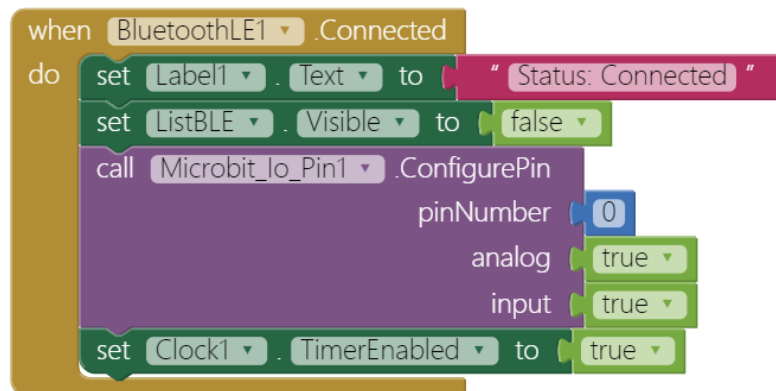 when BluetoothLE1 .Connected
do set Label1 . Text to " Status: Connected "
set ListBLE . Visible to false
call Microbit_Io_Pin1 .ConfigurePin
pinNumber 0
analog true
input true
set Clock1 . TimerEnabled to true